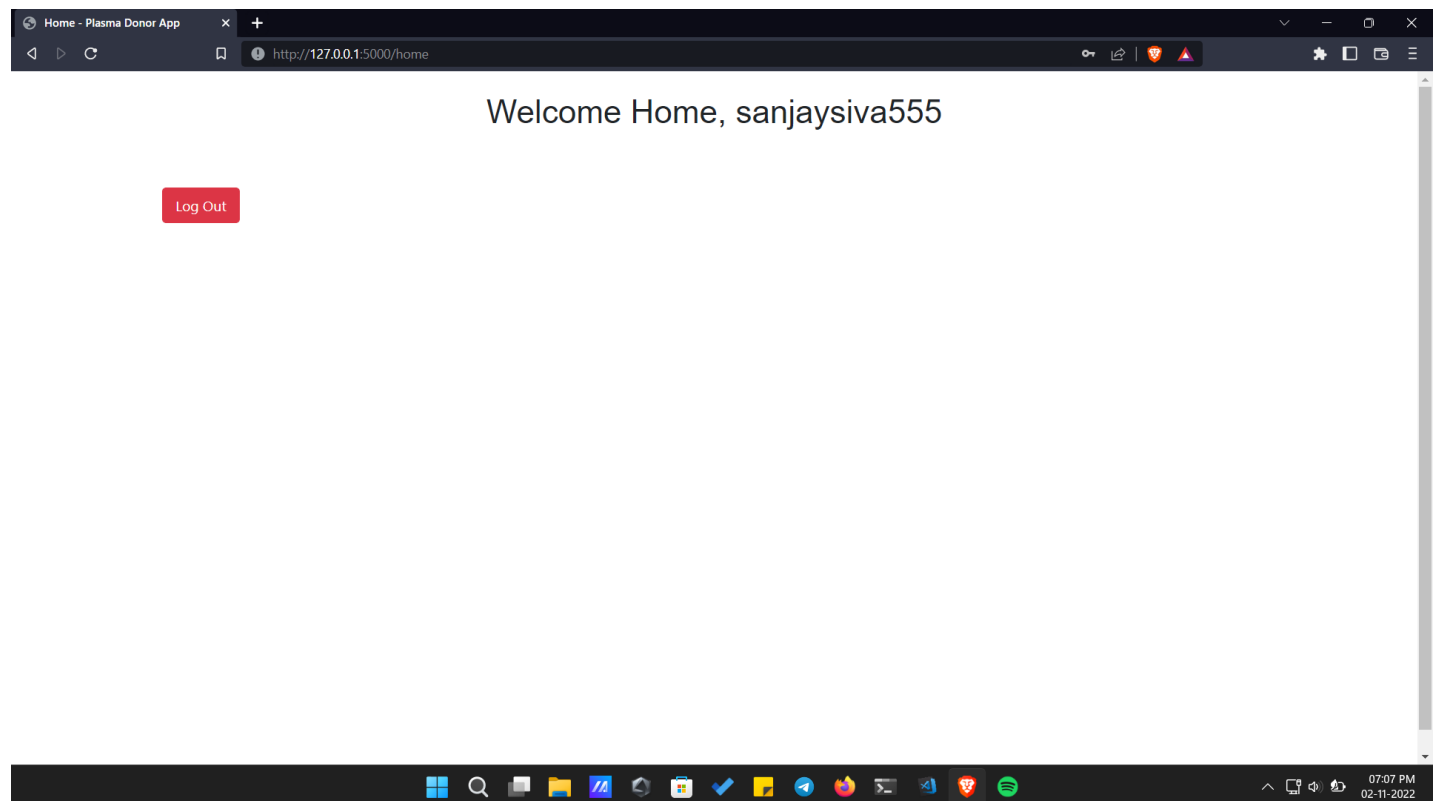 Home - Plasma Donor App
http://127.0.0.1:5000/home
Welcome Home, sanjaysiva555
Log Out
07:07 PM
02-11-2022